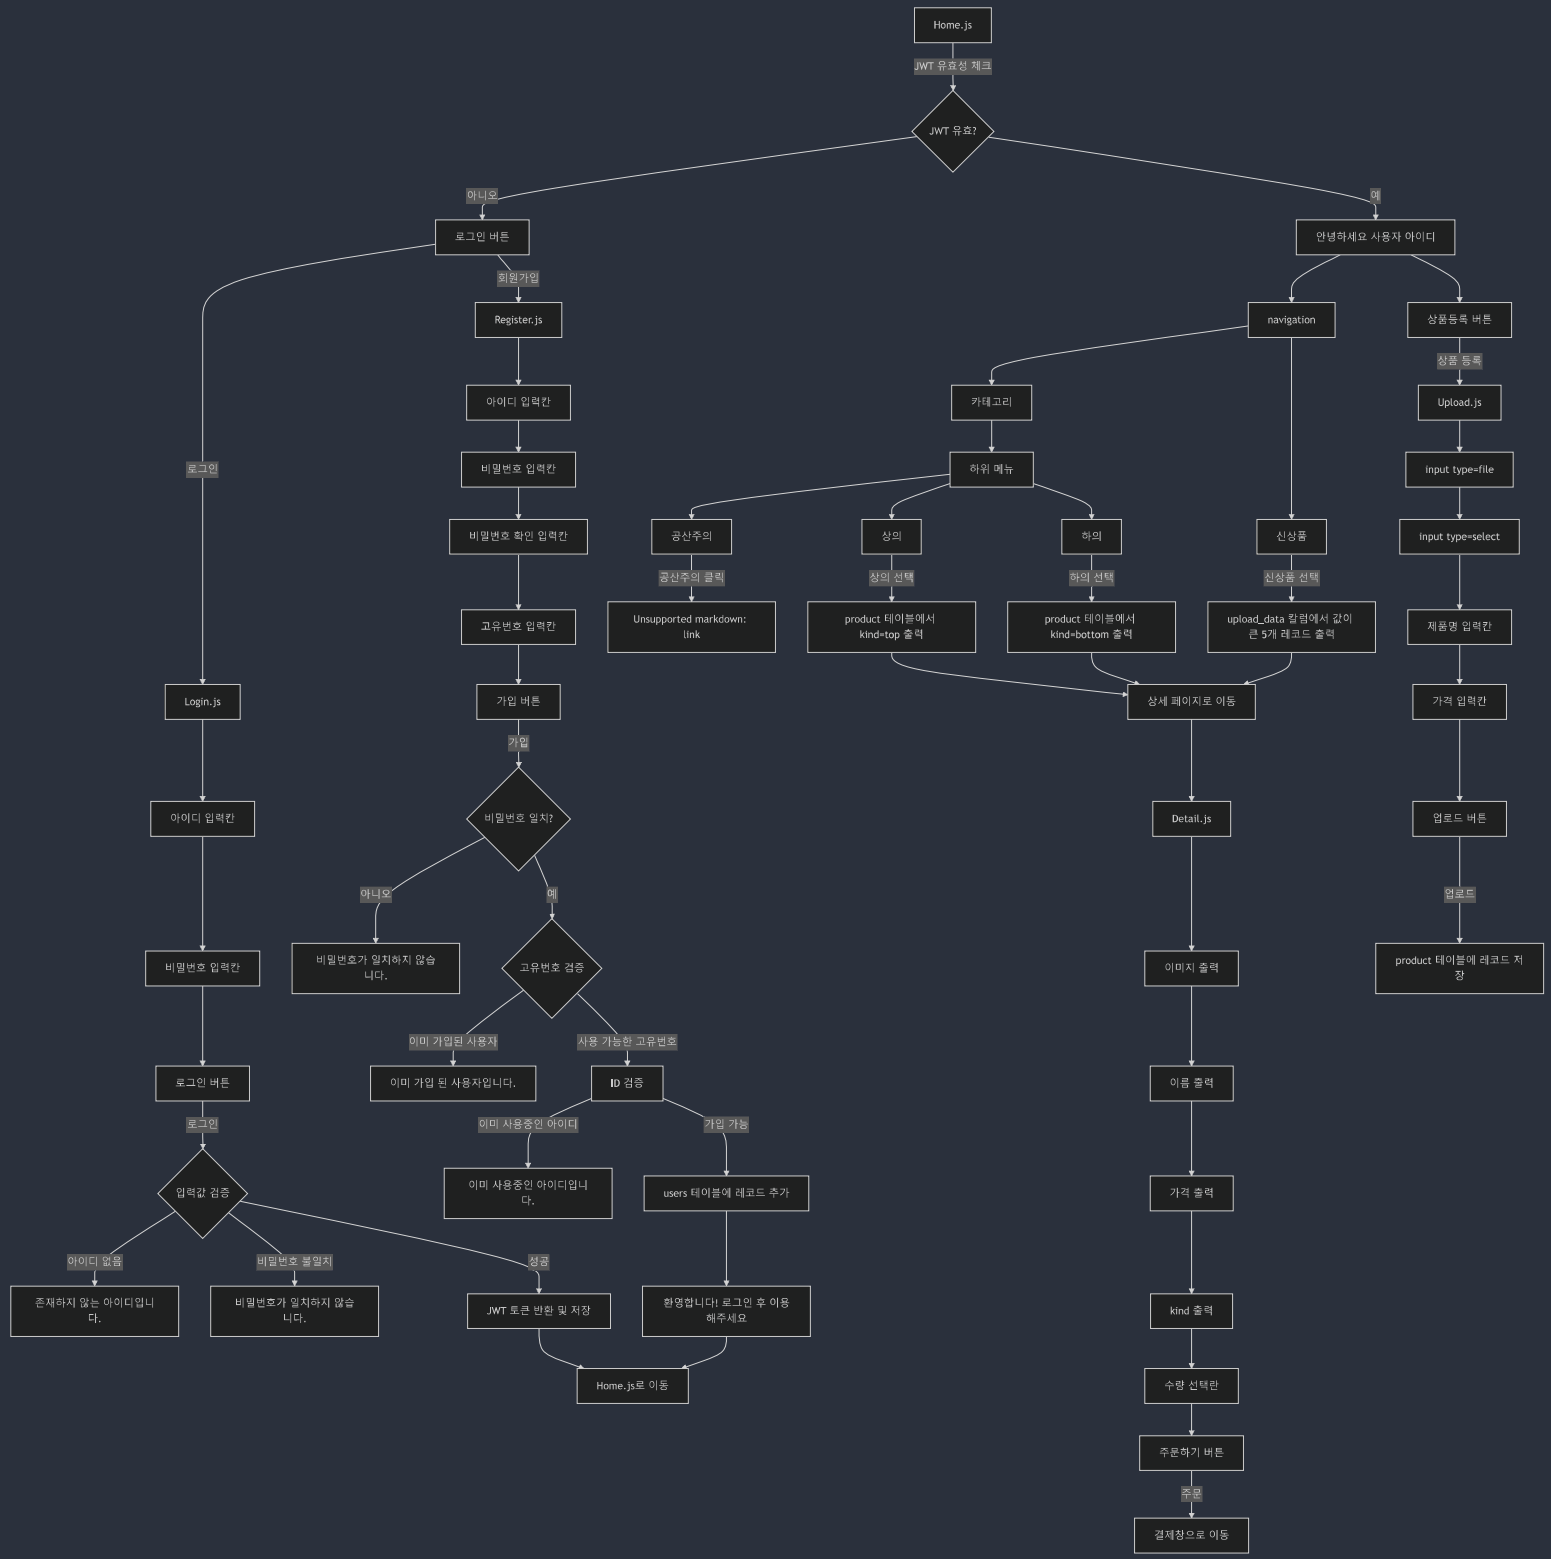 Home.js
JWT 유효성 체크
JWT 유효?
아니오
예
로그인 버튼
안녕하세요 사용자 아이디
회원가입
Register.js
navigation
상품등록 버튼
상품 등록
아이디 입력칸
카테고리
Upload.js
로그인
비밀번호 입력칸
하위 메뉴
input type=file
비밀번호 확인 입력칸
공산주의
상의
하의
신상품
input type=select
공산주의 클릭
상의 선택
하의 선택
신상품 선택
고유번호 입력칸
Unsupported markdown:
link
product 테이블에서
kind=top 출력
product 테이블에서
kind=bottom 출력
upload_data 칼럼에서 값이
큰 5개 레코드 출력
제품명 입력칸
Login.js
가입 버튼
상세 페이지로 이동
가격 입력칸
가입
아이디 입력칸
비밀번호 일치?
Detail.js
업로드 버튼
아니오
예
업로드
비밀번호 입력칸
비밀번호가 일치하지 않습
니다.
고유번호 검증
이미지 출력
product 테이블에 레코드 저
장
이미 가입된 사용자
사용 가능한 고유번호
로그인 버튼
이미 가입 된 사용자입니다.
ID 검증
이름 출력
로그인
이미 사용중인 아이디
가입 가능
입력값 검증
이미 사용중인 아이디입니
다.
users 테이블에 레코드 추가
가격 출력
아이디 없음
비밀번호 불일치
성공
존재하지 않는 아이디입니
다.
비밀번호가 일치하지 않습
니다.
JWT 토큰 반환 및 저장
환영합니다! 로그인 후 이용
해주세요
kind 출력
Home.js로 이동
수량 선택란
주문하기 버튼
주문
결제창으로 이동